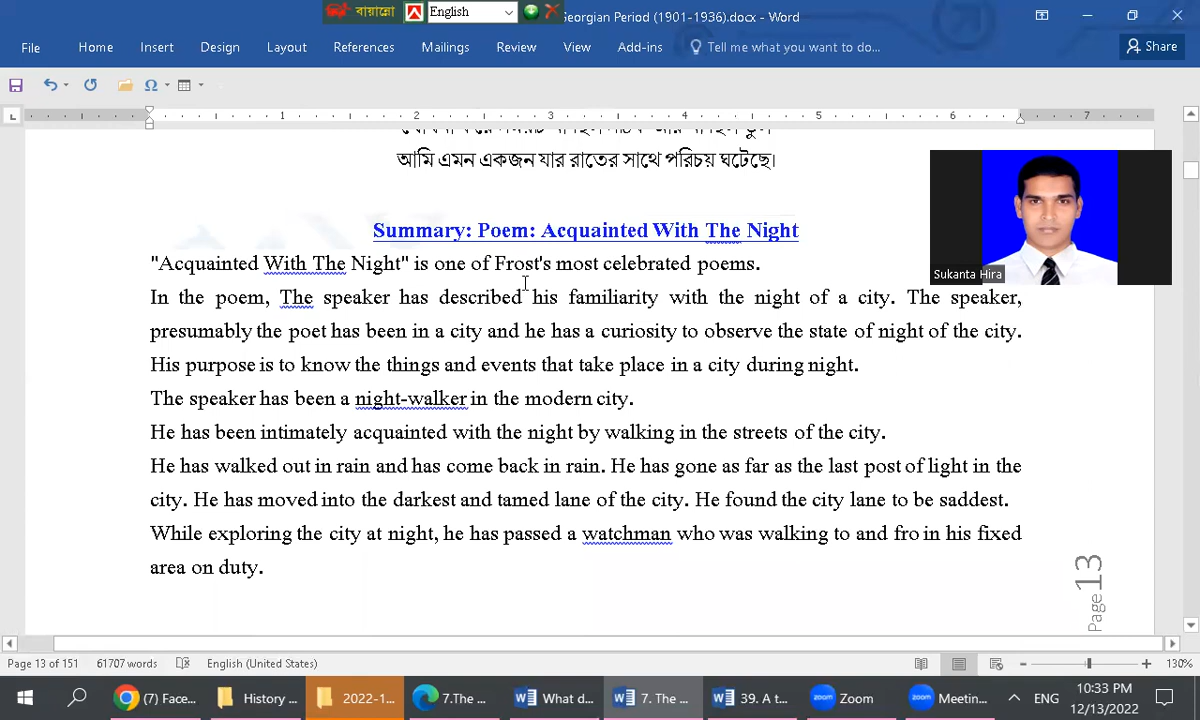 বায়ান্নো English Georgian Period (1901-1936).docx - Word
File Home Insert Design Layout References Mailings Review View Add-ins Tell me what you want to do... Share
L 1 2 3 4 5 6 7
আমি এমন একজন যার রাতের সাথে পরিচয় ঘটেছে।
Summary: Poem: Acquainted With The Night
"Acquainted With The Night" is one of Frost's most celebrated poems.
In the poem, The speaker has described his familiarity with the night of a city. The speaker,
presumably the poet has been in a city and he has a curiosity to observe the state of night of the city.
His purpose is to know the things and events that take place in a city during night.
The speaker has been a night-walker in the modern city.
He has been intimately acquainted with the night by walking in the streets of the city.
He has walked out in rain and has come back in rain. He has gone as far as the last post of light in the
city. He has moved into the darkest and tamed lane of the city. He found the city lane to be saddest.
While exploring the city at night, he has passed a watchman who was walking to and fro in his fixed
area on duty.
Sukanta Hira
Page 13
Page 13 of 151 61707 words English (United States) 130%
(7) Face... History ... 2022-1... 7.The ... What d... 7. The ... 39. A t... Zoom Meetin... ENG 10:33 PM
12/13/2022